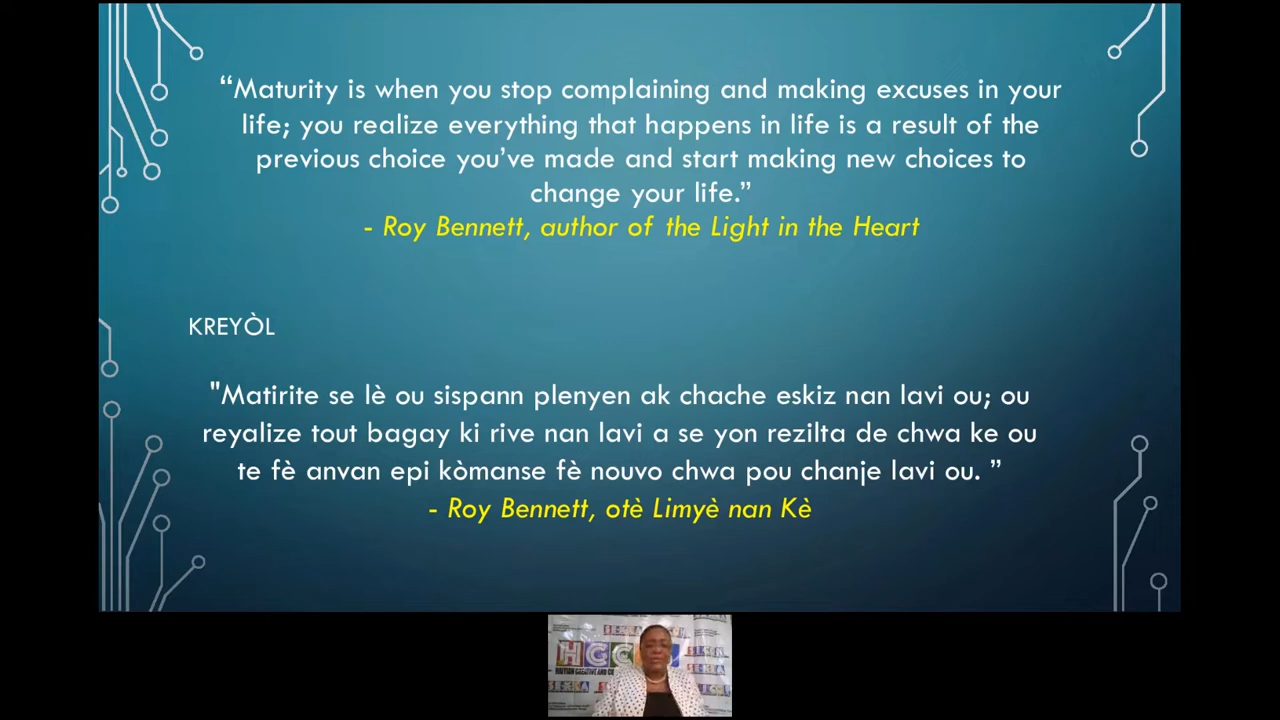 “Maturity is when you stop complaining and making excuses in your
life; you realize everything that happens in life is a result of the
previous choice you’ve made and start making new choices to
change your life.”
- Roy Bennett, author of the Light in the Heart
KREYÒL
"Matirite se lè ou sispann plenyen ak chache eskiz nan lavi ou; ou
reyalize tout bagay ki rive nan lavi a se yon rezilta de chwa ke ou
te fè anvan epi kòmanse fè nouvo chwa pou chanje lavi ou. ”
- Roy Bennett, otè Limyè nan Kè